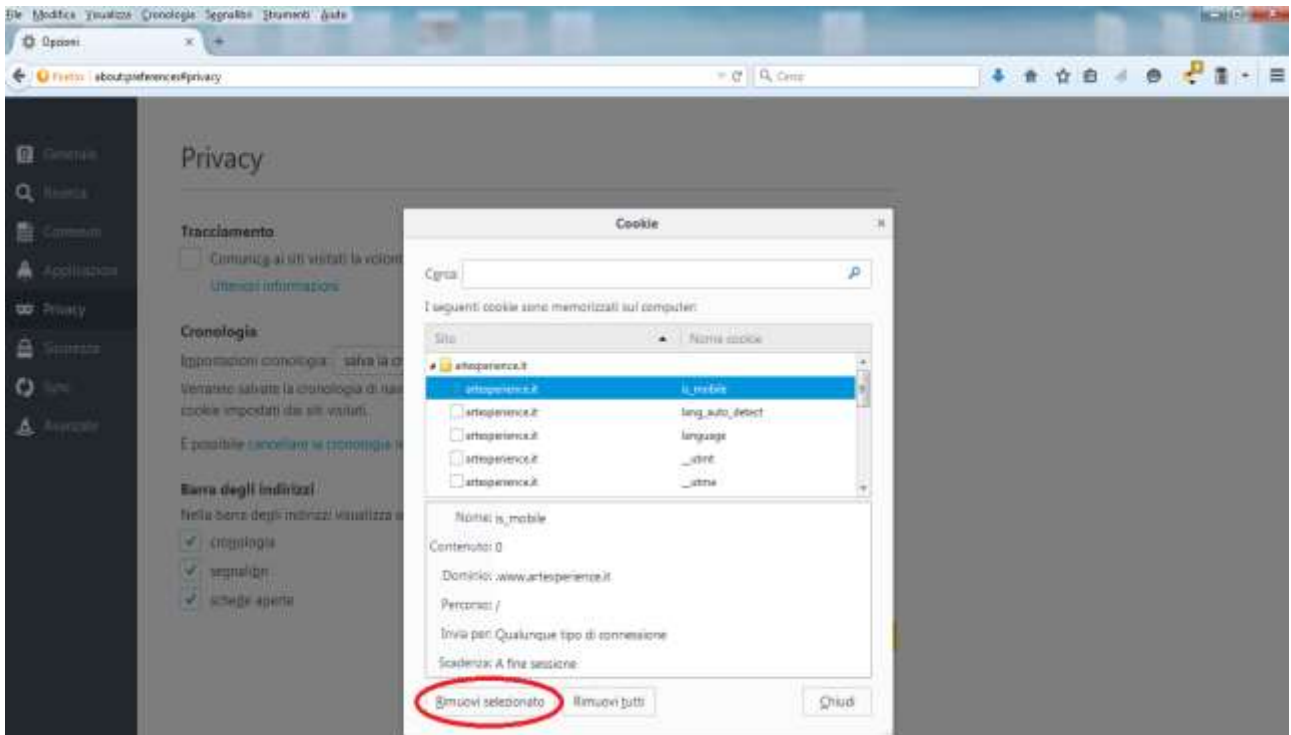 File Modifica Visualizza Cronologia Segnalibri Strumenti Aiuto
Opzioni
Firefox about:preferences#privacy
Cerca
Generale
Ricerca
Contenuti
Applicazioni
Privacy
Sicurezza
Sync
Avanzate
Privacy
Tracciamento
Comunica ai siti visitati la volont
Ulteriori informazioni
Cronologia
Impostazioni cronologia: salva la cr
Verranno salvate la cronologia di nav
cookie impostati dai siti visitati.
È possibile cancellare la cronologia
Barra degli indirizzi
Nella barra degli indirizzi visualizza
cronologia
segnalibri
schede aperte
Cookie
Cerca:
I seguenti cookie sono memorizzati sul computer:
Sito Nome cookie
artesperience.it
artesperience.it is_mobile
artesperience.it lang_auto_detect
artesperience.it language
artesperience.it __utmt
artesperience.it __utma
Nome: is_mobile
Contenuto: 0
Dominio: .www.artesperience.it
Percorso: /
Invia per: Qualunque tipo di connessione
Scadenza: A fine sessione
Rimuovi selezionato Rimuovi tutti Chiudi